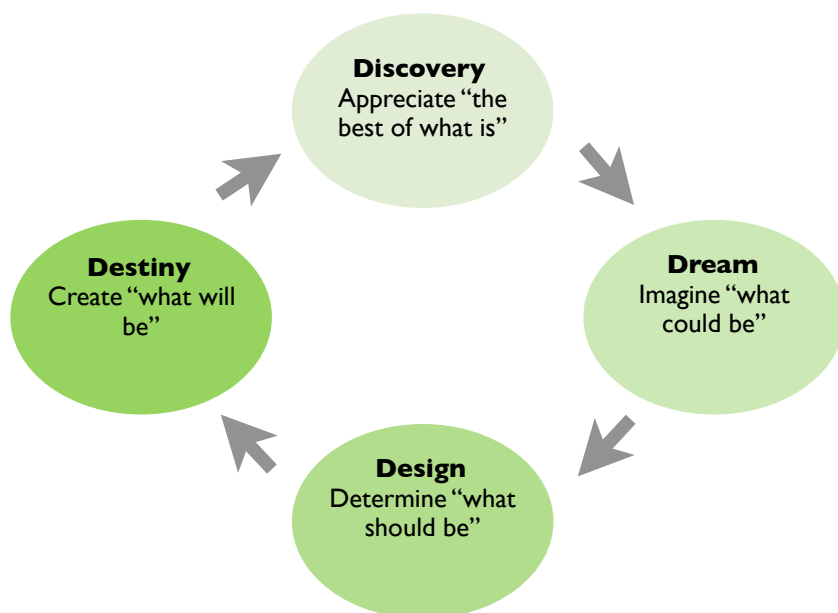 Discovery
Appreciate “the
best of what is”
Dream
Imagine “what
could be”
Design
Determine “what
should be”
Destiny
Create “what will
be”